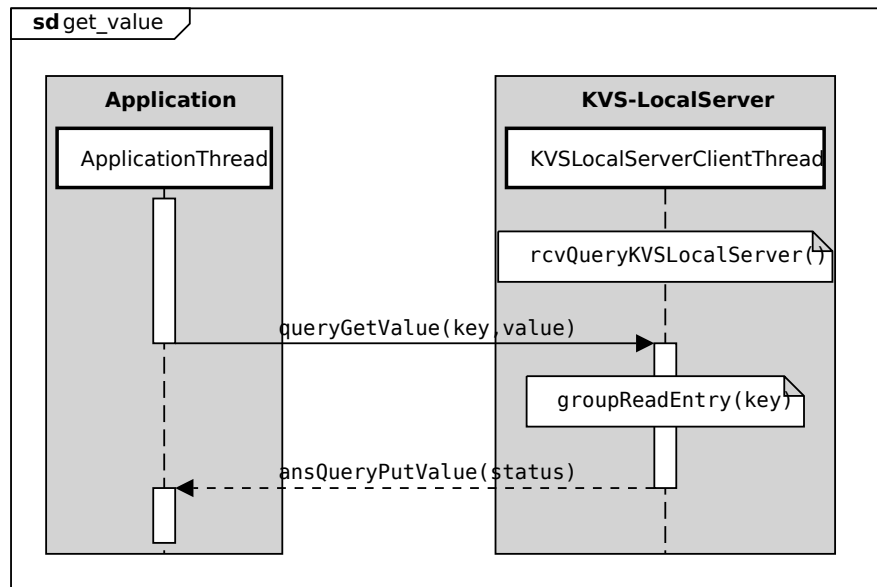 sd get_value
Application
KVS-LocalServer
ApplicationThread
KVSLocalServerClientThread
rcvQueryKVSLocalServer()
queryGetValue(key,value)
groupReadEntry(key)
ansQueryPutValue(status)